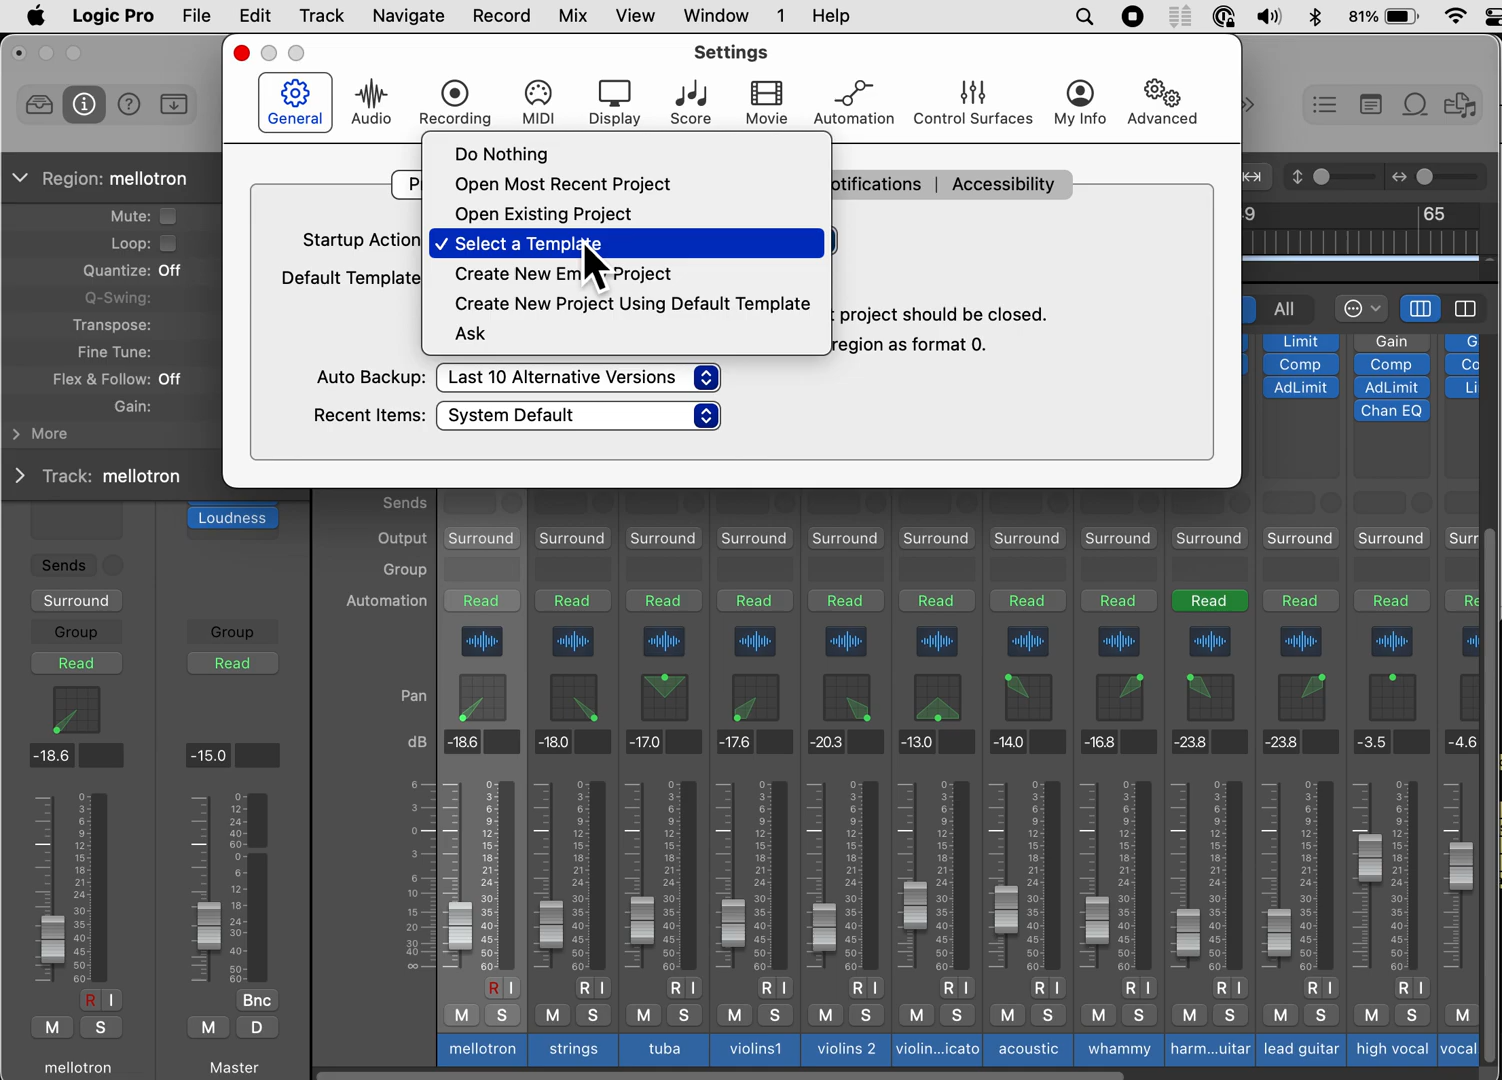 Logic Pro File Edit Track Navigate Record Mix View Window 1 Help 81%
Settings
General Audio Recording MIDI Display Score Movie Automation Control Surfaces My Info Advanced
Do Nothing
Open Most Recent Project
Open Existing Project
✓ Select a Template
Create New Em Project
Create New Project Using Default Template
Ask
otifications | Accessibility
Startup Action
Default Template
project should be closed.
region as format 0.
Auto Backup: Last 10 Alternative Versions
Recent Items: System Default
Region: mellotron
Mute:
Loop:
Quantize: Off
Q-Swing:
Transpose:
Fine Tune:
Flex & Follow: Off
Gain:
More
Track: mellotron
65
All
Limit Gain
Comp Comp
AdLimit AdLimit
Chan EQ
Loudness
Sends
Surround
Group Group
Read Read
-18.6 -15.0
R I Bnc
M S M D
mellotron Master
Sends
Output Surround Surround Surround Surround Surround Surround Surround Surround Surround Surround Surround Surr
Group
Automation Read Read Read Read Read Read Read Read Read Read Read Re
Pan
dB -18.6 -18.0 -17.0 -17.6 -20.3 -13.0 -14.0 -16.8 -23.8 -23.8 -3.5 -4.6
R I R I R I R I R I R I R I R I R I R I R I
M S M S M S M S M S M S M S M S M S M S M S M
mellotron strings tuba violins1 violins 2 violin...icato acoustic whammy harm...uitar lead guitar high vocal vocal